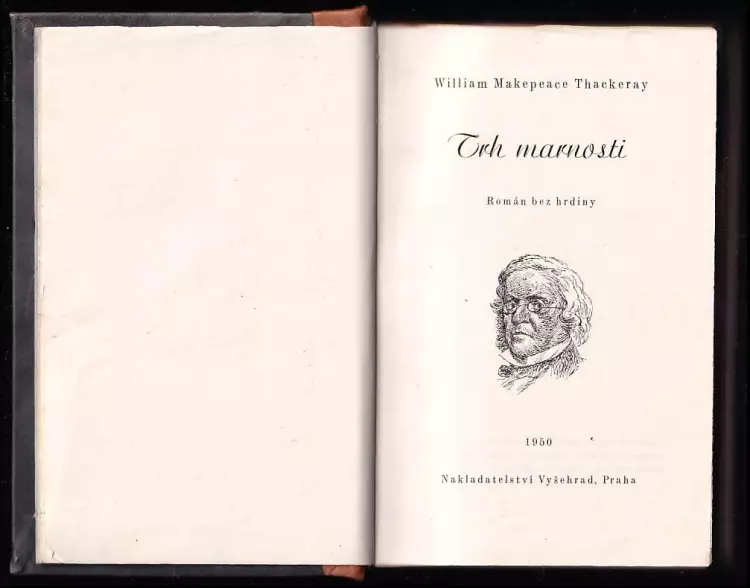 William Makepeace Thackeray
Trh marnosti
Román bez hrdiny
1950
Nakladatelství Vyšehrad, Praha